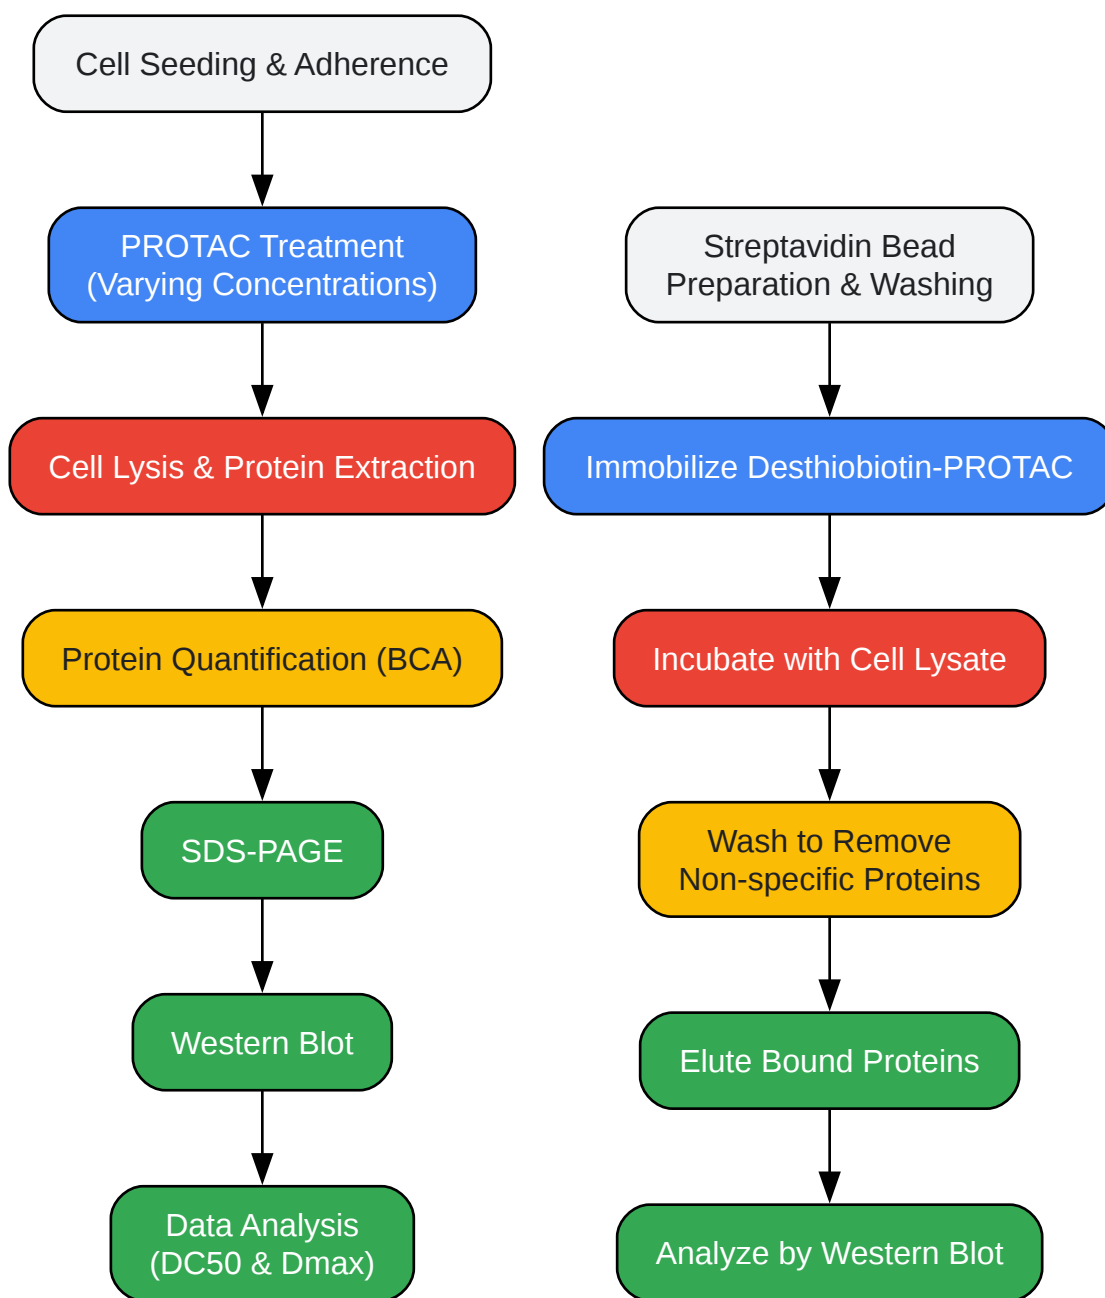 Cell Seeding & Adherence
PROTAC Treatment
(Varying Concentrations)
Cell Lysis & Protein Extraction
Protein Quantification (BCA)
SDS-PAGE
Western Blot
Data Analysis
(DC50 & Dmax)
Streptavidin Bead
Preparation & Washing
Immobilize Desthiobiotin-PROTAC
Incubate with Cell Lysate
Wash to Remove
Non-specific Proteins
Elute Bound Proteins
Analyze by Western Blot